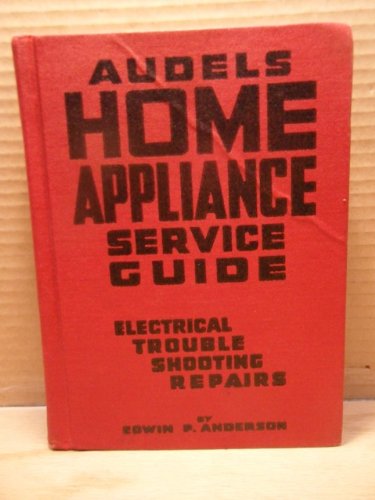 AUDELS
HOME
APPLIANCE
SERVICE
GUIDE
ELECTRICAL
TROUBLE
SHOOTING
REPAIRS
BY
EDWIN P. ANDERSON